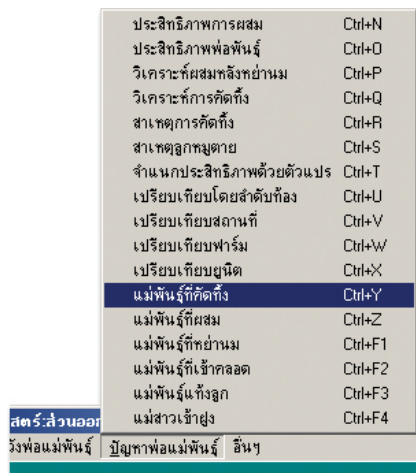 ประสิทธิภาพการผสม Ctrl+N
ประสิทธิภาพพ่อพันธุ์ Ctrl+O
วิเคราะห์ผสมหลังหย่านม Ctrl+P
วิเคราะห์การคัดทิ้ง Ctrl+Q
สาเหตุการคัดทิ้ง Ctrl+R
สาเหตุลูกหมูตาย Ctrl+S
จำแนกประสิทธิภาพด้วยตัวแปร Ctrl+T
เปรียบเทียบโดยลำดับท้อง Ctrl+U
เปรียบเทียบสถานที่ Ctrl+V
เปรียบเทียบฟาร์ม Ctrl+W
เปรียบเทียบยูนิต Ctrl+X
แม่พันธุ์ที่คัดทิ้ง Ctrl+Y
แม่พันธุ์ที่ผสม Ctrl+Z
แม่พันธุ์ที่หย่านม Ctrl+F1
แม่พันธุ์ที่เข้าคลอด Ctrl+F2
แม่พันธุ์แท้งลูก Ctrl+F3
แม่สาวเข้าฝูง Ctrl+F4
สตร์:ส่วนออก
วังพ่อแม่พันธุ์ ปัญหาพ่อแม่พันธุ์ อื่นๆ